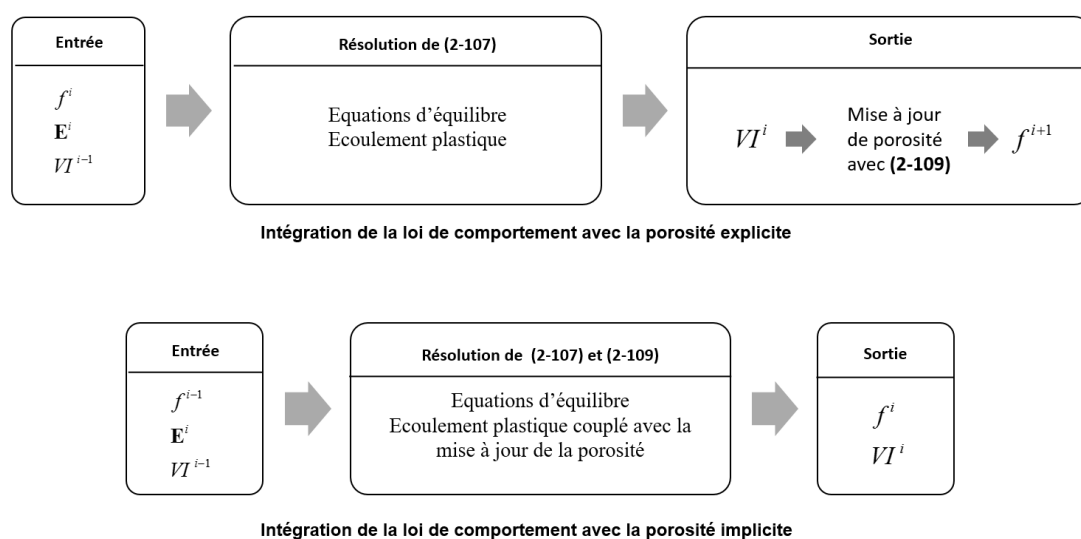 Entrée
f^i
E^i
VI^{i-1}
Résolution de (2-107)
Equations d'équilibre
Ecoulement plastique
Sortie
VI^i
Mise à jour
de porosité
avec (2-109)
f^{i+1}
Intégration de la loi de comportement avec la porosité explicite
Entrée
f^{i-1}
E^i
VI^{i-1}
Résolution de (2-107) et (2-109)
Equations d'équilibre
Ecoulement plastique couplé avec la
mise à jour de la porosité
Sortie
f^i
VI^i
Intégration de la loi de comportement avec la porosité implicite